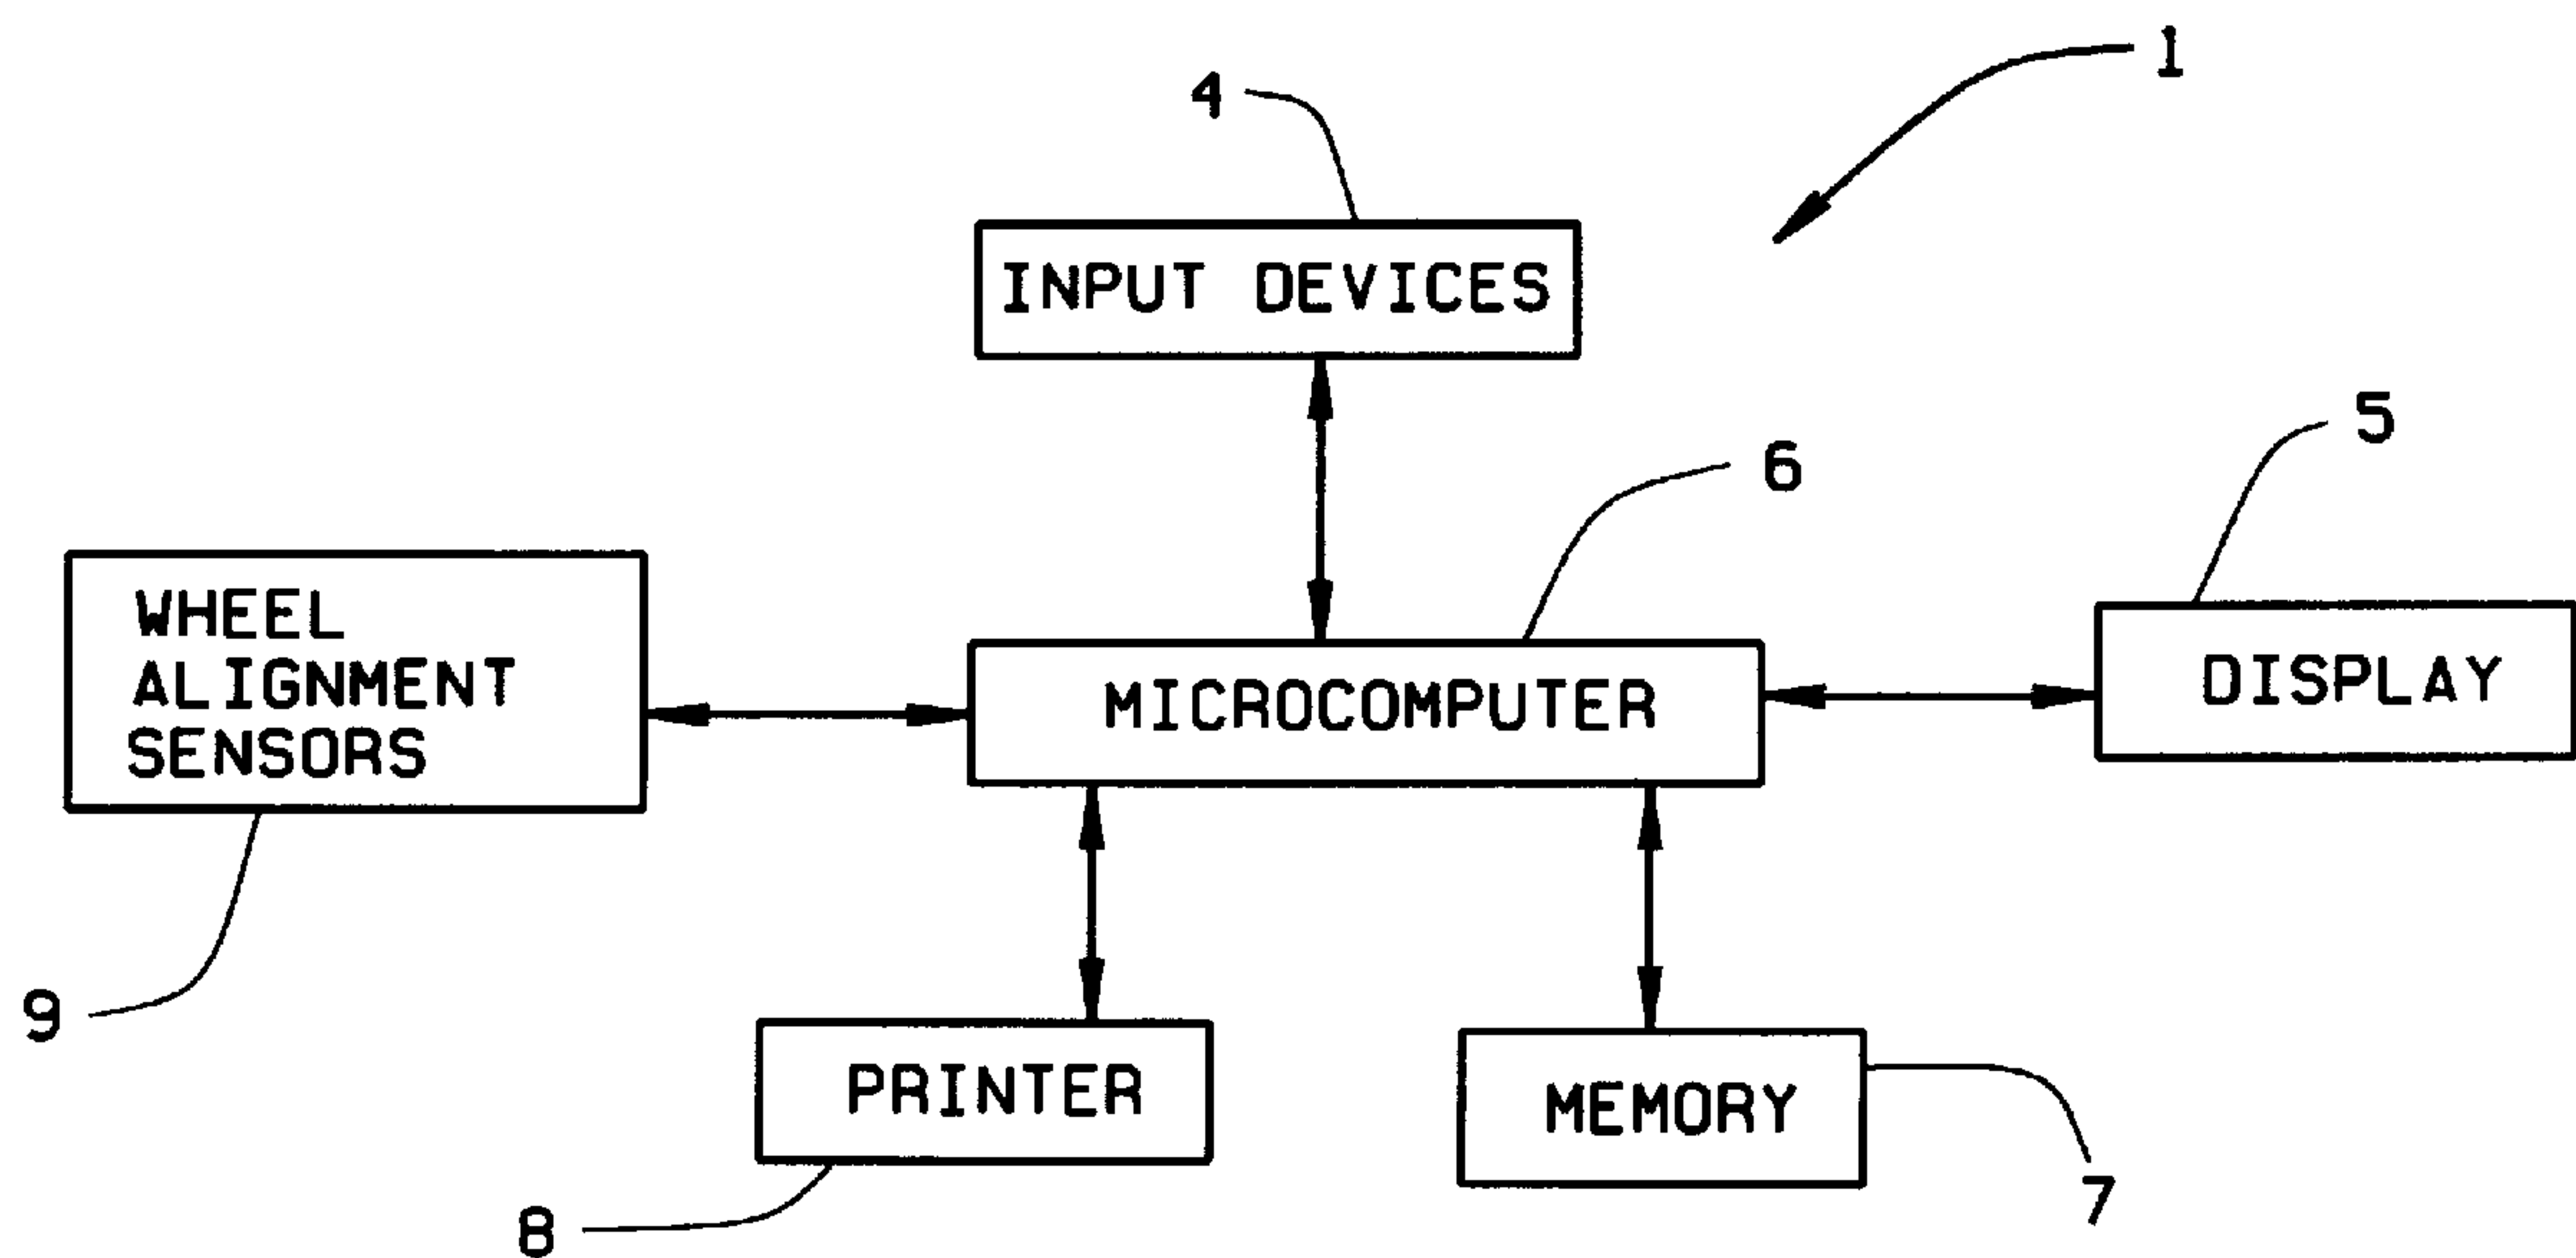 1
4
INPUT DEVICES
5
6
WHEEL
ALIGNMENT
SENSORS
MICROCOMPUTER
DISPLAY
9
PRINTER
MEMORY
8
7